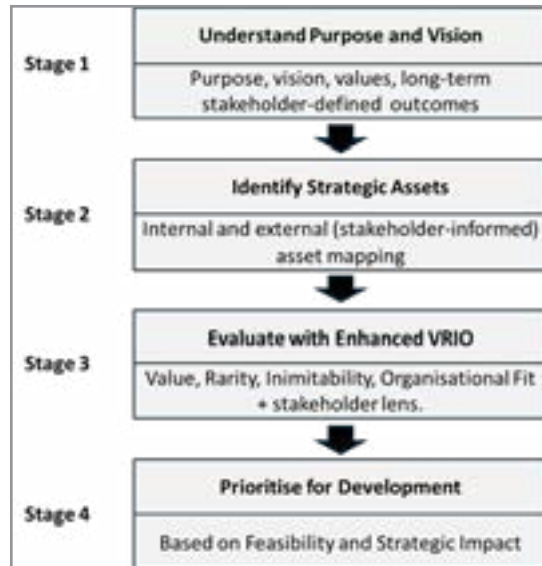 Understand Purpose and Vision
Stage 1
Purpose, vision, values, long-term
stakeholder-defined outcomes
Identify Strategic Assets
Stage 2
Internal and external (stakeholder-informed)
asset mapping
Evaluate with Enhanced VRIO
Stage 3
Value, Rarity, Inimitability, Organisational Fit
+ stakeholder lens.
Prioritise for Development
Stage 4
Based on Feasibility and Strategic Impact